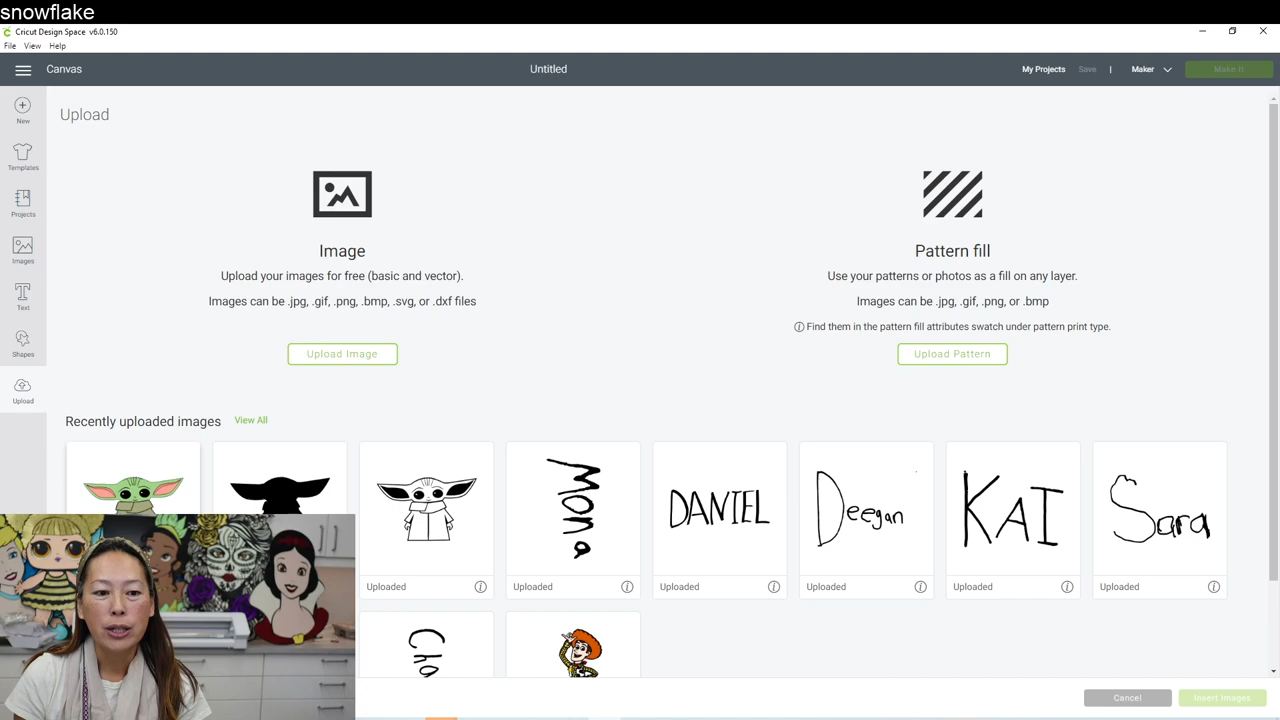 snowflake
Cricut Design Space v6.0.150
File View Help
Canvas
Untitled
My Projects Save | Maker Make It
New
Templates
Projects
Images
Text
Shapes
Upload
Upload
Image
Upload your images for free (basic and vector).
Images can be .jpg, .gif, .png, .bmp, .svg, or .dxf files
Upload Image
Pattern fill
Use your patterns or photos as a fill on any layer.
Images can be .jpg, .gif, .png, or .bmp
Find them in the pattern fill attributes swatch under pattern print type.
Upload Pattern
Recently uploaded images View All
Mona
DANIEL
Deegan
KAI
Sara
Uploaded Uploaded Uploaded Uploaded Uploaded Uploaded
Cha
Cancel Insert Images